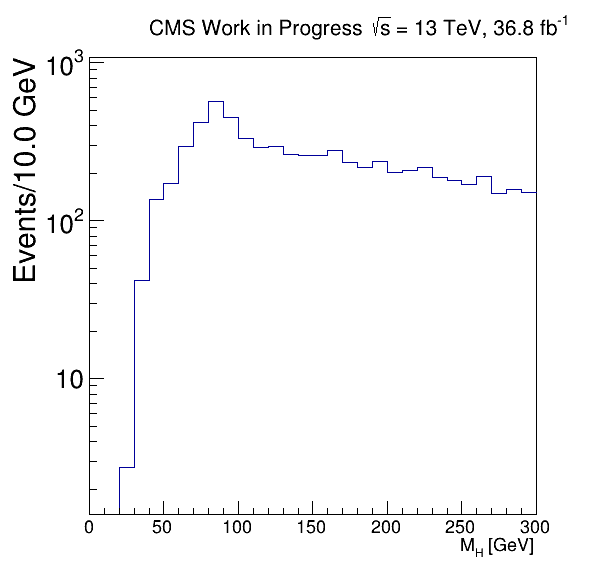 CMS Work in Progress √s = 13 TeV, 36.8 fb⁻¹
Events/10.0 GeV
10³
10²
10
0 50 100 150 200 250 300
M_H [GeV]